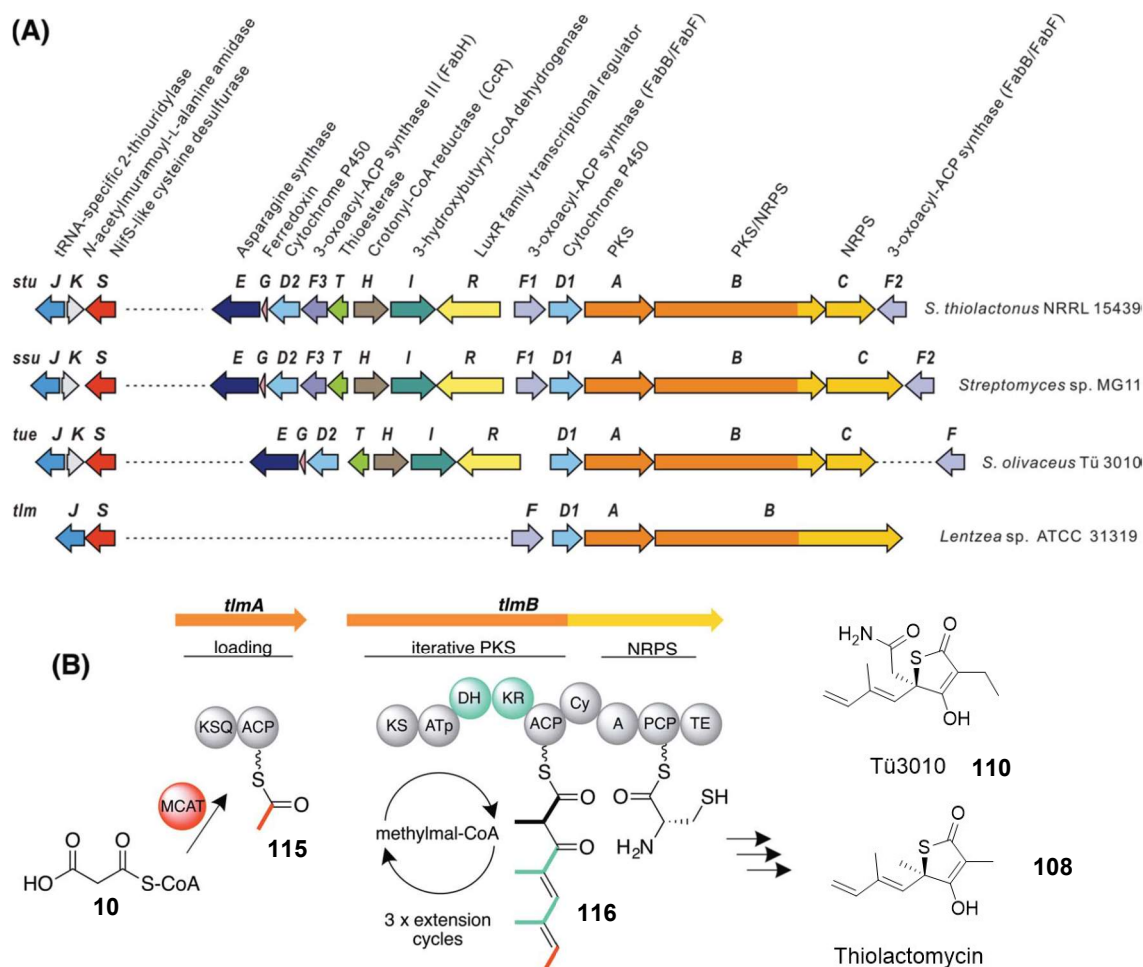 (A)
tRNA-specific 2-thiouridylase
N-acetylmuramoyl-L-alanine amidase
NifS-like cysteine desulfurase
Asparagine synthase
Ferredoxin
Cytochrome P450
3-oxoacyl-ACP synthase III (FabH)
Thioesterase
Crotonyl-CoA reductase (CcR)
3-hydroxybutyryl-CoA dehydrogenase
LuxR family transcriptional regulator
3-oxoacyl-ACP synthase (FabB/FabF)
Cytochrome P450
PKS
PKS/NRPS
NRPS
3-oxoacyl-ACP synthase (FabB/FabF)
stu J K S E G D2 F3 T H I R F1 D1 A B C F2
S. thiolactonus NRRL 15439
ssu J K S E G D2 F3 T H I R F1 D1 A B C F2
Streptomyces sp. MG11
tue J K S E G D2 T H I R D1 A B C F
S. olivaceus Tü 3010
tlm J S F D1 A B
Lentzea sp. ATCC 31319
(B)
tlmA tlmB
loading iterative PKS NRPS
KSQ ACP
KS ATp DH KR ACP Cy A PCP TE
MCAT
S
O
115
HO O O S-CoA
10
methylmal-CoA
3 x extension
cycles
S
O
O
116
S
O SH
H2N
H2N O S O
OH
Tü3010 110
S O
OH
108
Thiolactomycin